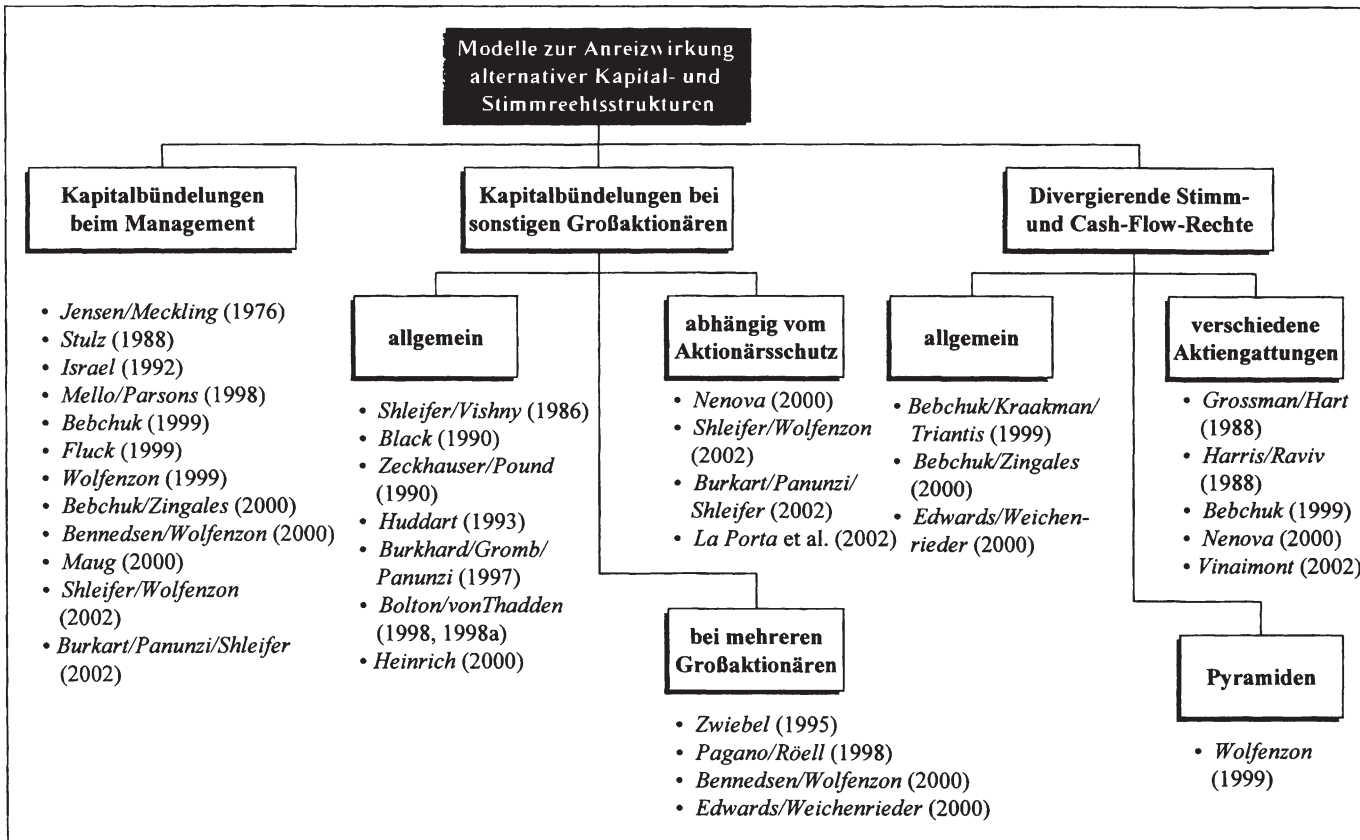 Modelle zur Anreizwirkung
alternativer Kapital- und
Stimmrechtsstrukturen
Kapitalbündelungen
beim Management
• Jensen/Meckling (1976)
• Stulz (1988)
• Israel (1992)
• Mello/Parsons (1998)
• Bebchuk (1999)
• Fluck (1999)
• Wolfenzon (1999)
• Bebchuk/Zingales (2000)
• Bennedsen/Wolfenzon (2000)
• Maug (2000)
• Shleifer/Wolfenzon
(2002)
• Burkart/Panunzi/Shleifer
(2002)
Kapitalbündelungen bei
sonstigen Großaktionären
allgemein
• Shleifer/Vishny (1986)
• Black (1990)
• Zeckhauser/Pound
(1990)
• Huddart (1993)
• Burkhard/Gromb/
Panunzi (1997)
• Bolton/vonThadden
(1998, 1998a)
• Heinrich (2000)
abhängig vom
Aktionärsschutz
• Nenova (2000)
• Shleifer/Wolfenzon
(2002)
• Burkart/Panunzi/
Shleifer (2002)
• La Porta et al. (2002)
bei mehreren
Großaktionären
• Zwiebel (1995)
• Pagano/Röell (1998)
• Bennedsen/Wolfenzon (2000)
• Edwards/Weichenrieder (2000)
Divergierende Stimm-
und Cash-Flow-Rechte
allgemein
• Bebchuk/Kraakman/
Triantis (1999)
• Bebchuk/Zingales
(2000)
• Edwards/Weichen-
rieder (2000)
verschiedene
Aktiengattungen
• Grossman/Hart
(1988)
• Harris/Raviv
(1988)
• Bebchuk (1999)
• Nenova (2000)
• Vinaimont (2002)
Pyramiden
• Wolfenzon
(1999)